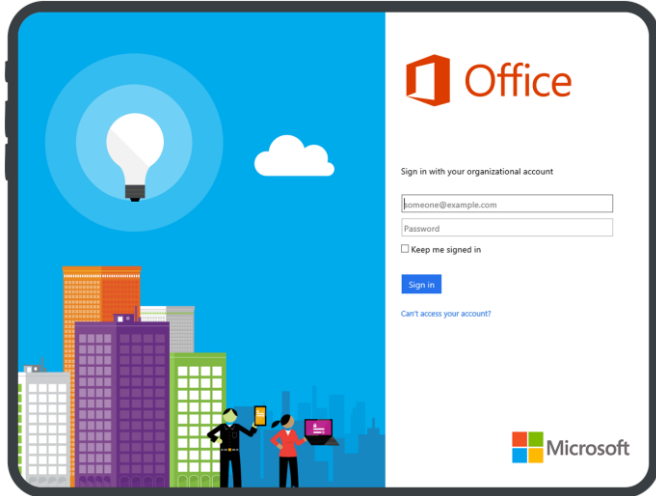 Office
Sign in with your organizational account
someone@example.com
Password
Keep me signed in
Sign in
Can't access your account?
Microsoft